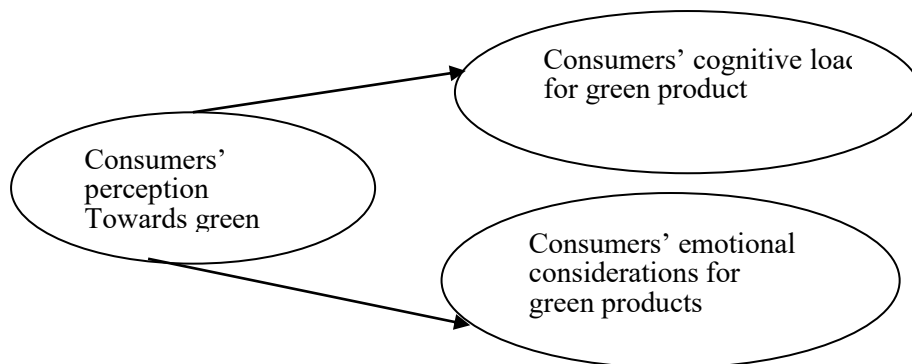 Consumers’ cognitive load
for green product
Consumers’
perception
Towards green
Consumers’ emotional
considerations for
green products